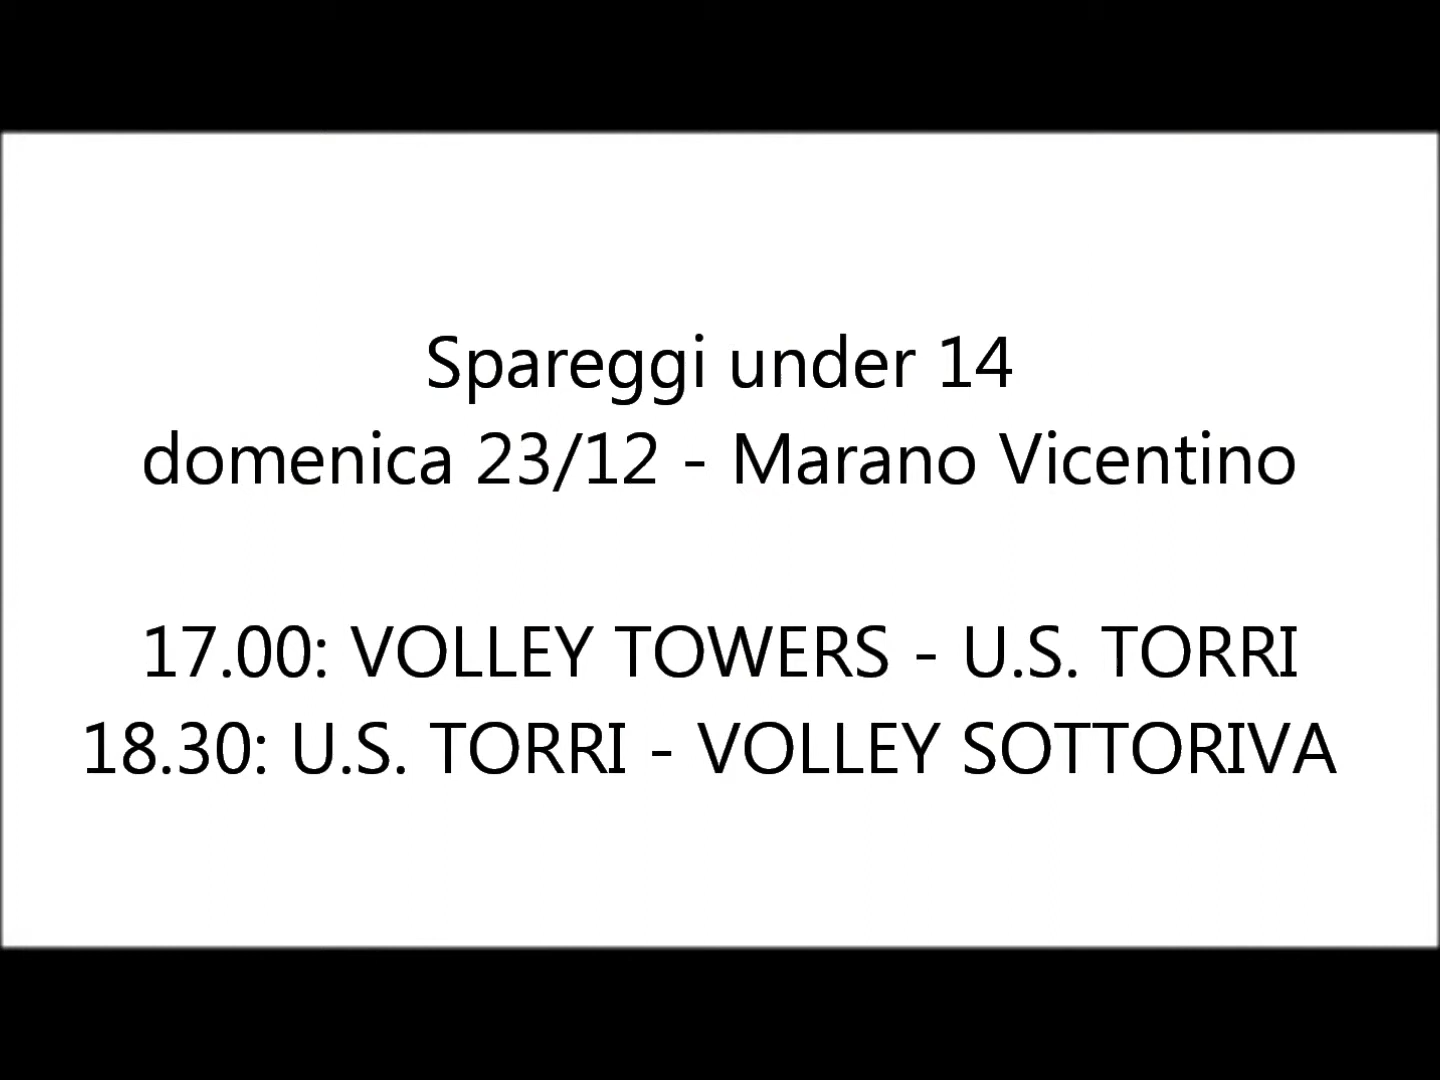 Spareggi under 14
domenica 23/12 - Marano Vicentino
17.00: VOLLEY TOWERS - U.S. TORRI
18.30: U.S. TORRI - VOLLEY SOTTORIVA